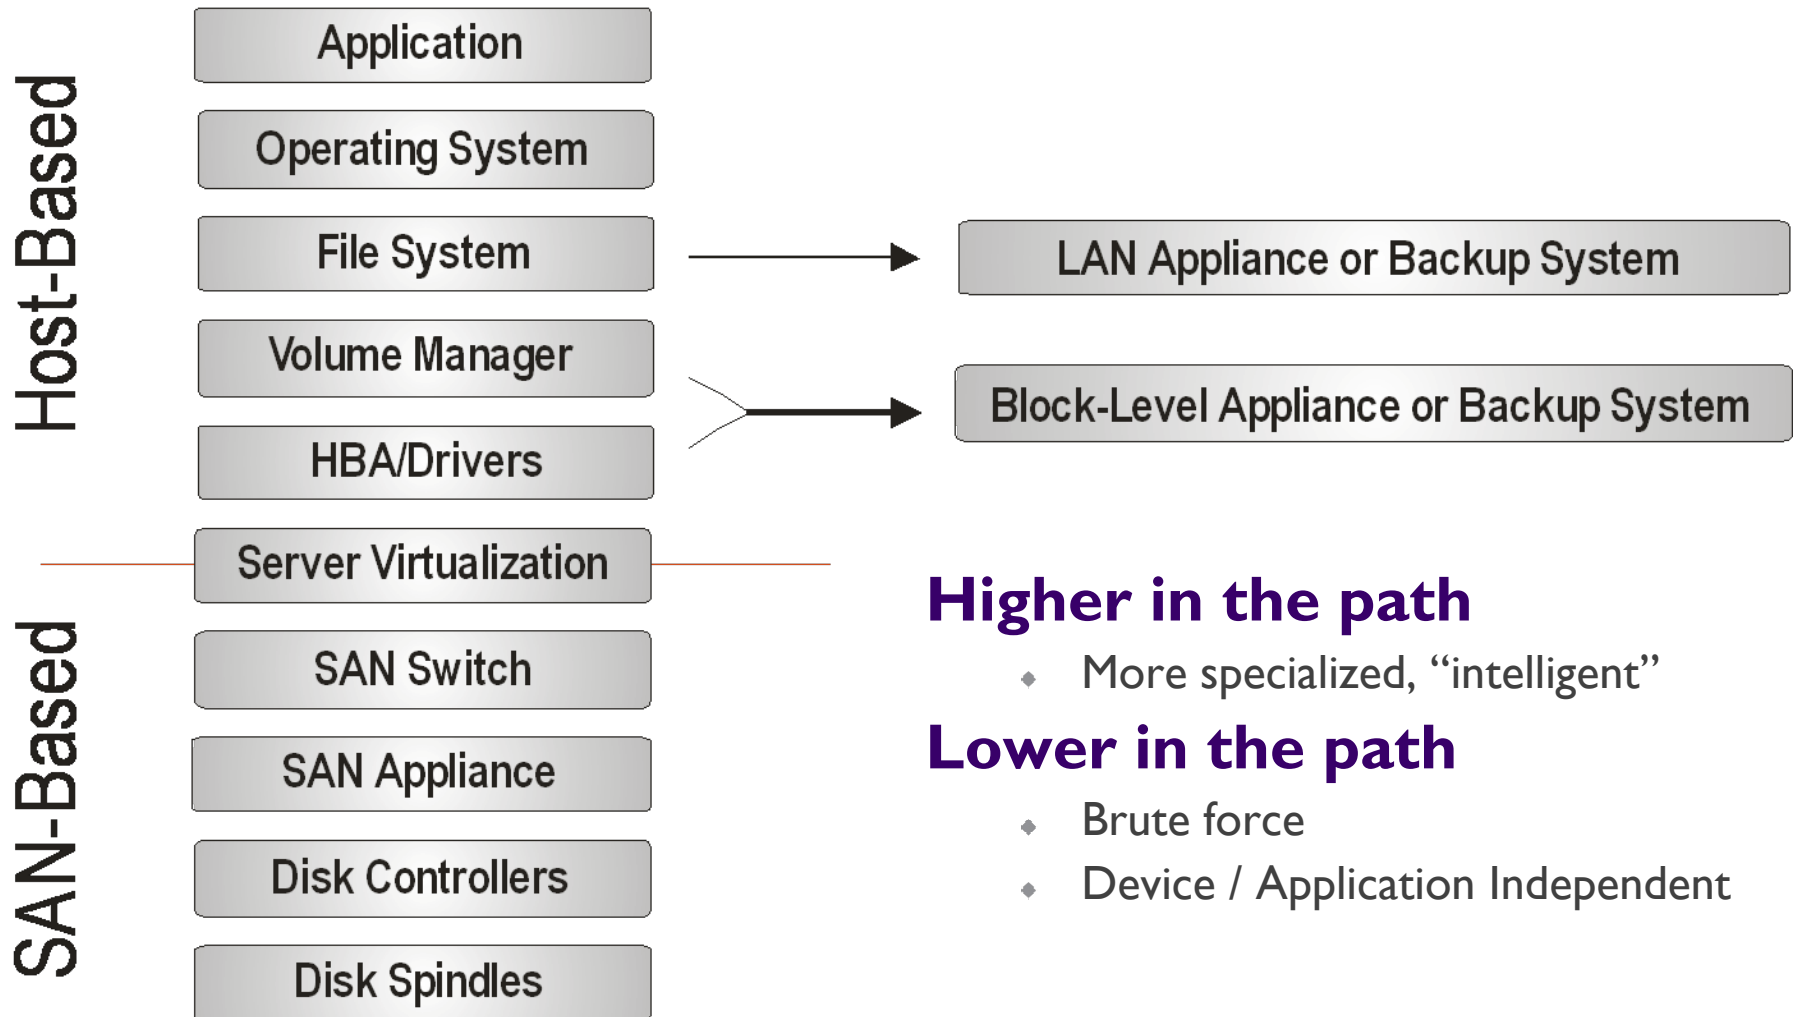 Host-Based
Application
Operating System
File System
Volume Manager
HBA/Drivers
Server Virtualization
SAN-Based
SAN Switch
SAN Appliance
Disk Controllers
Disk Spindles
LAN Appliance or Backup System
Block-Level Appliance or Backup System
Higher in the path
More specialized, “intelligent”
Lower in the path
Brute force
Device / Application Independent